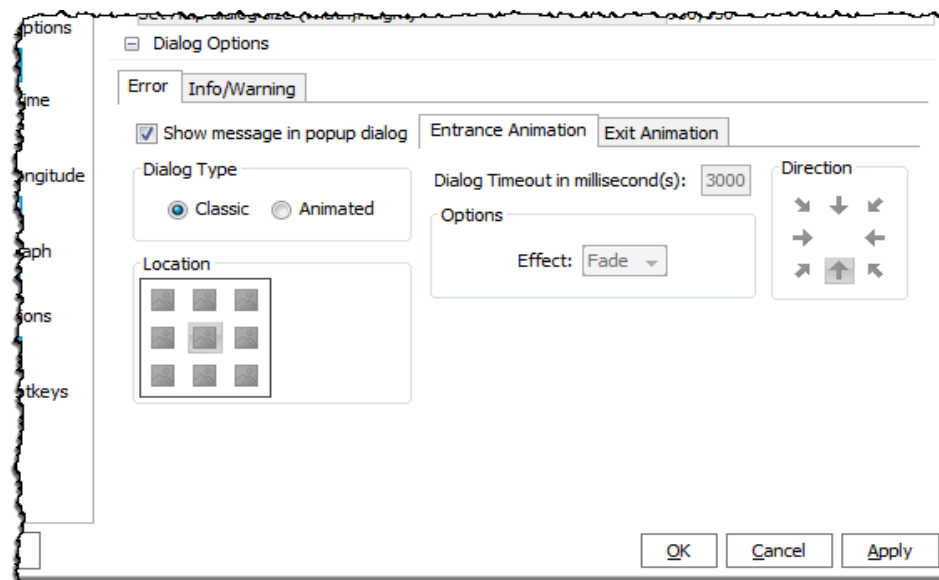 ptions
Dialog Options
Error Info/Warning
ime
Show message in popup dialog Entrance Animation Exit Animation
ongitude
Dialog Type Dialog Timeout in millisecond(s): 3000 Direction
Classic Animated Options
aph
Location Effect: Fade
ions
tkeys
OK Cancel Apply